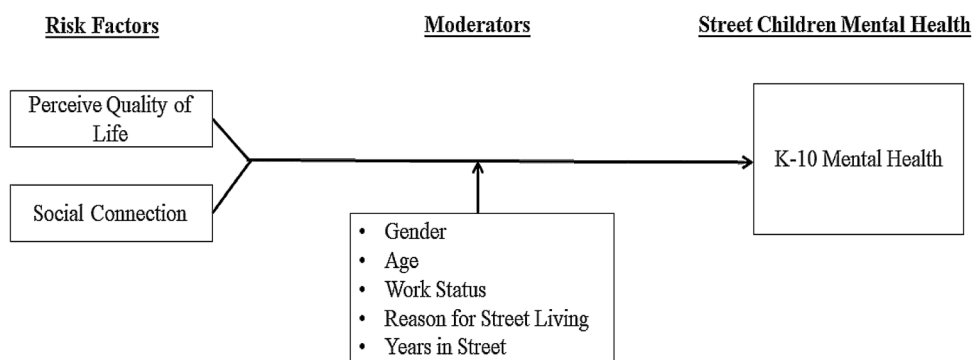 Risk Factors
Moderators
Street Children Mental Health
Perceive Quality of
Life
Social Connection
K-10 Mental Health
• Gender
• Age
• Work Status
• Reason for Street Living
• Years in Street